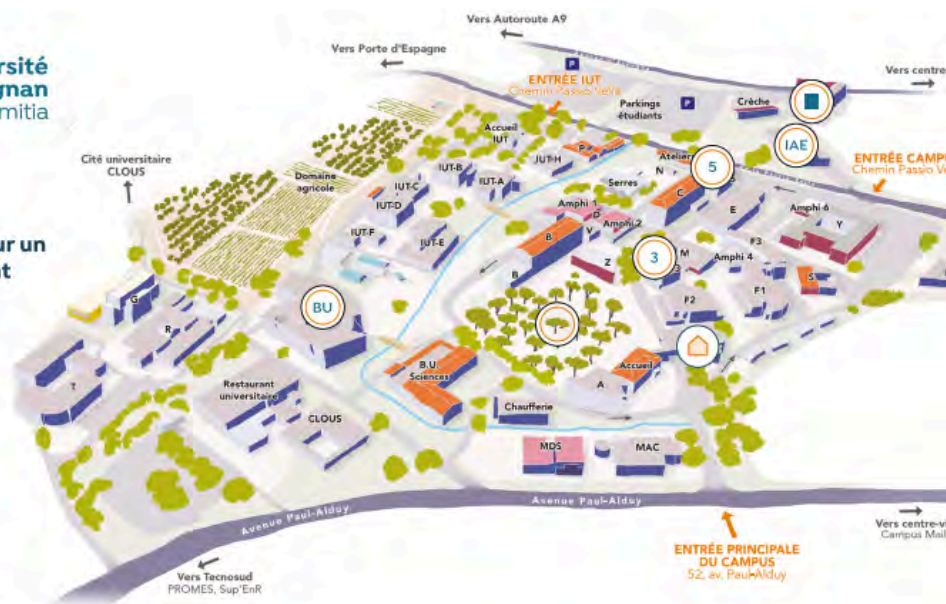 rsité
gnan
mitia
ur un
nt
Vers Autoroute A9
Vers Porte d'Espagne
Vers centre
ENTRÉE IUT
Chemin Passio Vella
P
P
Parkings
étudiants
Crèche
IAE
ENTRÉE CAMPU
Chemin Passio Ve
Cité universitaire
CLOUS
Domaine
agricole
Accueil
IUT
IUT-H
P
IUT-B
IUT-A
IUT-C
IUT-D
IUT-F
IUT-E
Ateliers
N
5
Serres
C
Amphi 1
D
V
Amphi 2
B
B
Z
E
Amphi 6
Y
F3
3
M
Amphi 4
S
F1
F2
G
R
T
BU
B.U.
Sciences
Accueil
A
Restaurant
universitaire
CLOUS
Chaufferie
MDS
MAC
Avenue Paul-Alduy
Avenue Paul-Alduy
Vers Tecnosud
PROMES, Sup'EnR
ENTRÉE PRINCIPALE
DU CAMPUS
52, av. Paul-Alduy
Vers centre-vi
Campus Mail